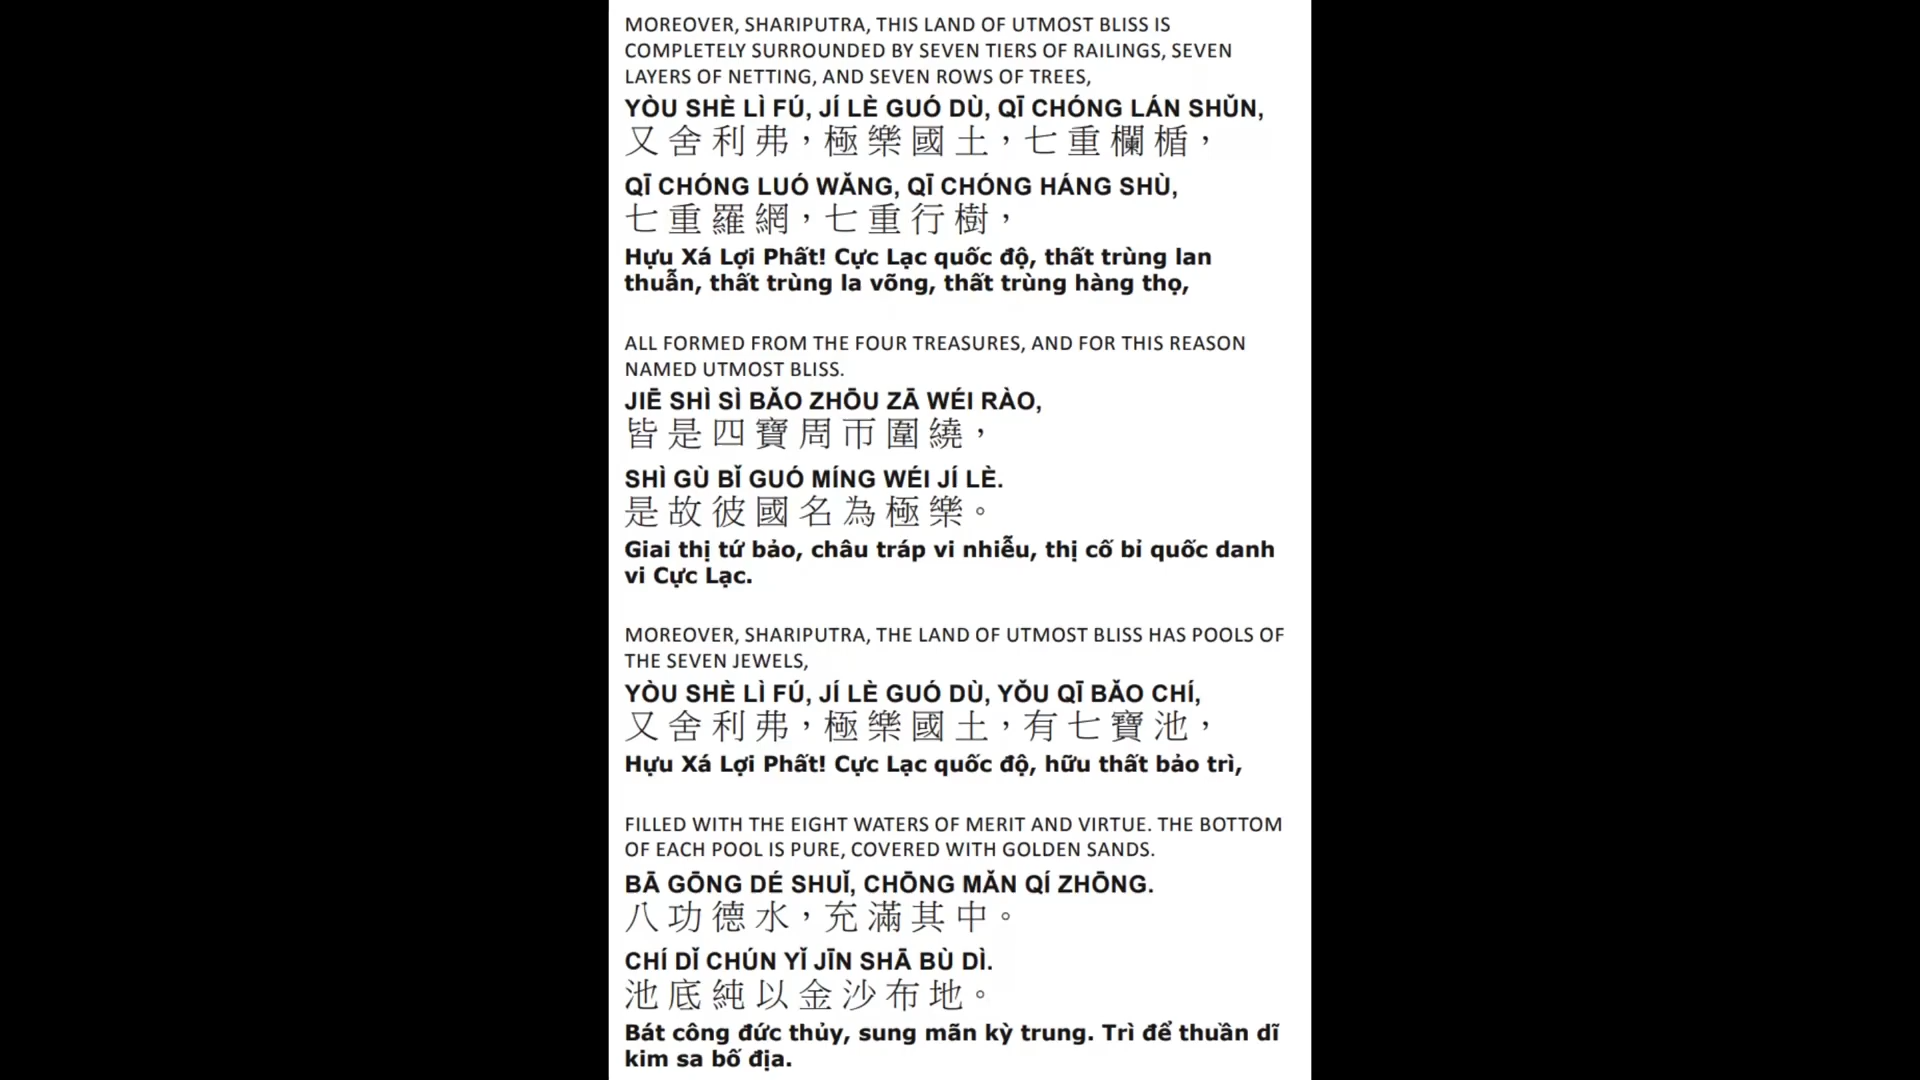 MOREOVER, SHARIPUTRA, THIS LAND OF UTMOST BLISS IS
COMPLETELY SURROUNDED BY SEVEN TIERS OF RAILINGS, SEVEN
LAYERS OF NETTING, AND SEVEN ROWS OF TREES,
YÒU SHÈ LÌ FÚ, JÍ LÈ GUÓ DÙ, QĪ CHÓNG LÁN SHǓN,
又舍利弗，極樂國土，七重欄楯，
QĪ CHÓNG LUÓ WǍNG, QĪ CHÓNG HÁNG SHÙ,
七重羅網，七重行樹，
Hựu Xá Lợi Phất! Cực Lạc quốc độ, thất trùng lan
thuẫn, thất trùng la võng, thất trùng hàng thọ,
ALL FORMED FROM THE FOUR TREASURES, AND FOR THIS REASON
NAMED UTMOST BLISS.
JIĒ SHÌ SÌ BǍO ZHŌU ZĀ WÉI RÀO,
皆是四寶周帀圍繞，
SHÌ GÙ BǏ GUÓ MÍNG WÉI JÍ LÈ.
是故彼國名為極樂。
Giai thị tứ bảo, châu tráp vi nhiễu, thị cố bỉ quốc danh
vi Cực Lạc.
MOREOVER, SHARIPUTRA, THE LAND OF UTMOST BLISS HAS POOLS OF
THE SEVEN JEWELS,
YÒU SHÈ LÌ FÚ, JÍ LÈ GUÓ DÙ, YǑU QĪ BǍO CHÍ,
又舍利弗，極樂國土，有七寶池，
Hựu Xá Lợi Phất! Cực Lạc quốc độ, hữu thất bảo trì,
FILLED WITH THE EIGHT WATERS OF MERIT AND VIRTUE. THE BOTTOM
OF EACH POOL IS PURE, COVERED WITH GOLDEN SANDS.
BĀ GŌNG DÉ SHUǏ, CHŌNG MǍN QÍ ZHŌNG.
八功德水，充滿其中。
CHÍ DǏ CHÚN YǏ JĪN SHĀ BÙ DÌ.
池底純以金沙布地。
Bát công đức thủy, sung mãn kỳ trung. Trì để thuần dĩ
kim sa bố địa.